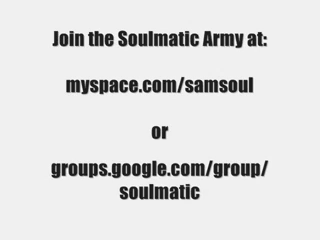 Join the Soulmatic Army at:
myspace.com/samsoul
or
groups.google.com/group/
soulmatic